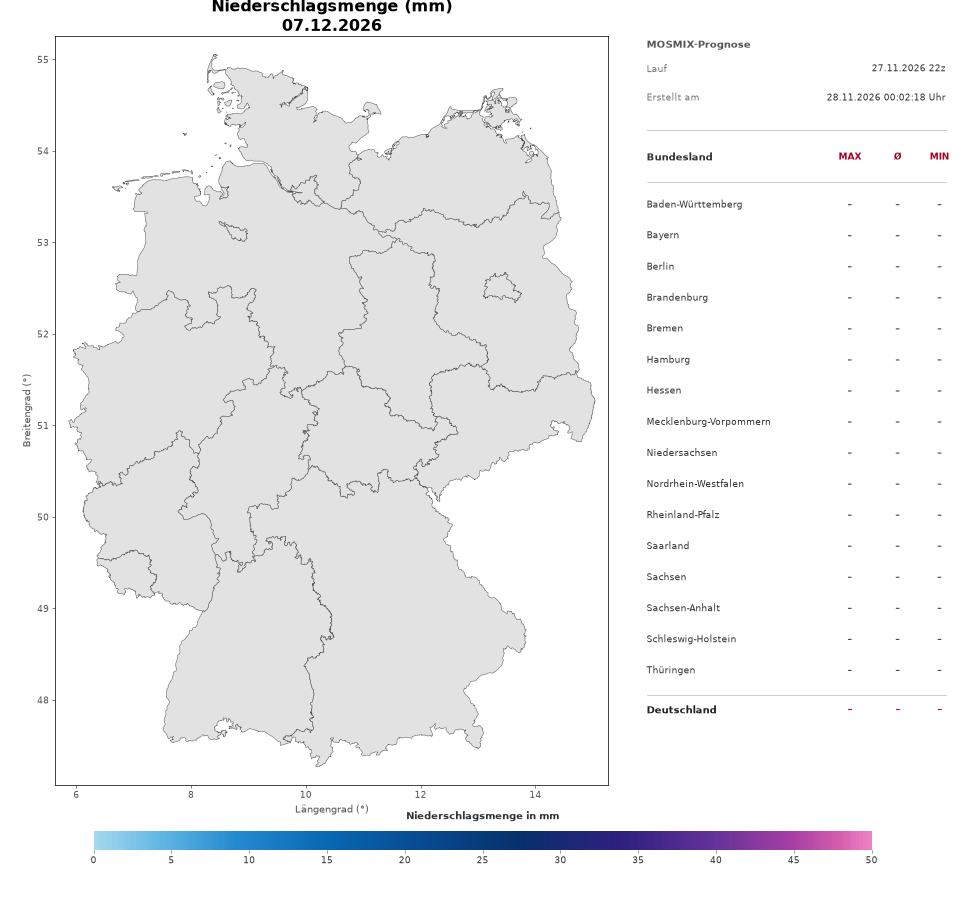 Niederschlagsmenge (mm)
07.12.2026
55
54
53
52
51
50
49
48
Breitengrad (°)
6 8 10 12 14
Längengrad (°)
MOSMIX-Prognose
Lauf 27.11.2026 22z
Erstellt am 28.11.2026 00:02:18 Uhr
Bundesland MAX Ø MIN
Baden-Württemberg – – –
Bayern – – –
Berlin – – –
Brandenburg – – –
Bremen – – –
Hamburg – – –
Hessen – – –
Mecklenburg-Vorpommern – – –
Niedersachsen – – –
Nordrhein-Westfalen – – –
Rheinland-Pfalz – – –
Saarland – – –
Sachsen – – –
Sachsen-Anhalt – – –
Schleswig-Holstein – – –
Thüringen – – –
Deutschland – – –
Niederschlagsmenge in mm
0 5 10 15 20 25 30 35 40 45 50